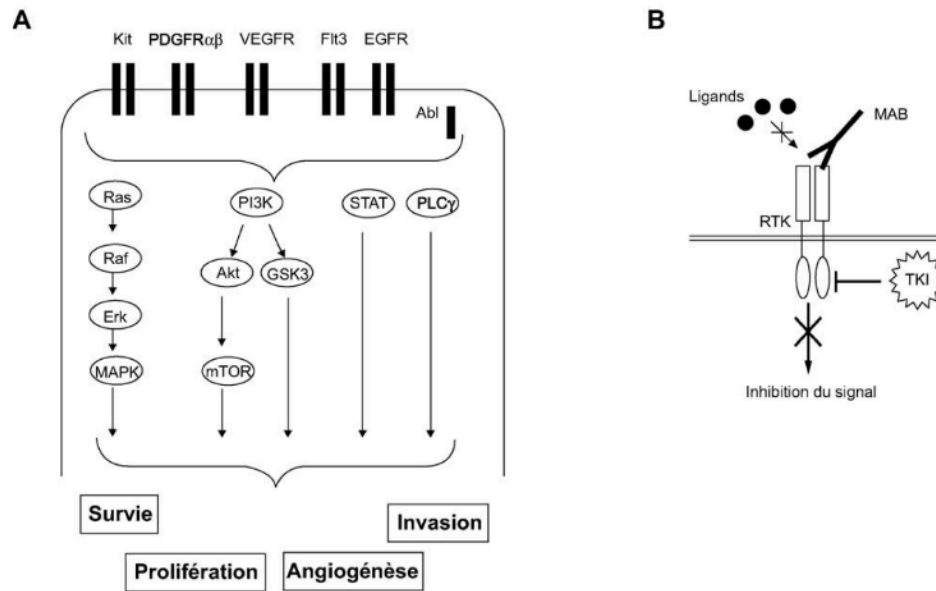 A
Kit PDGFRαβ VEGFR Flt3 EGFR
Abl
Ras PI3K STAT PLCγ
Raf Akt GSK3
Erk
MAPK mTOR
Survie
Invasion
Prolifération Angiogénèse
B
Ligands
MAB
RTK
TKI
Inhibition du signal